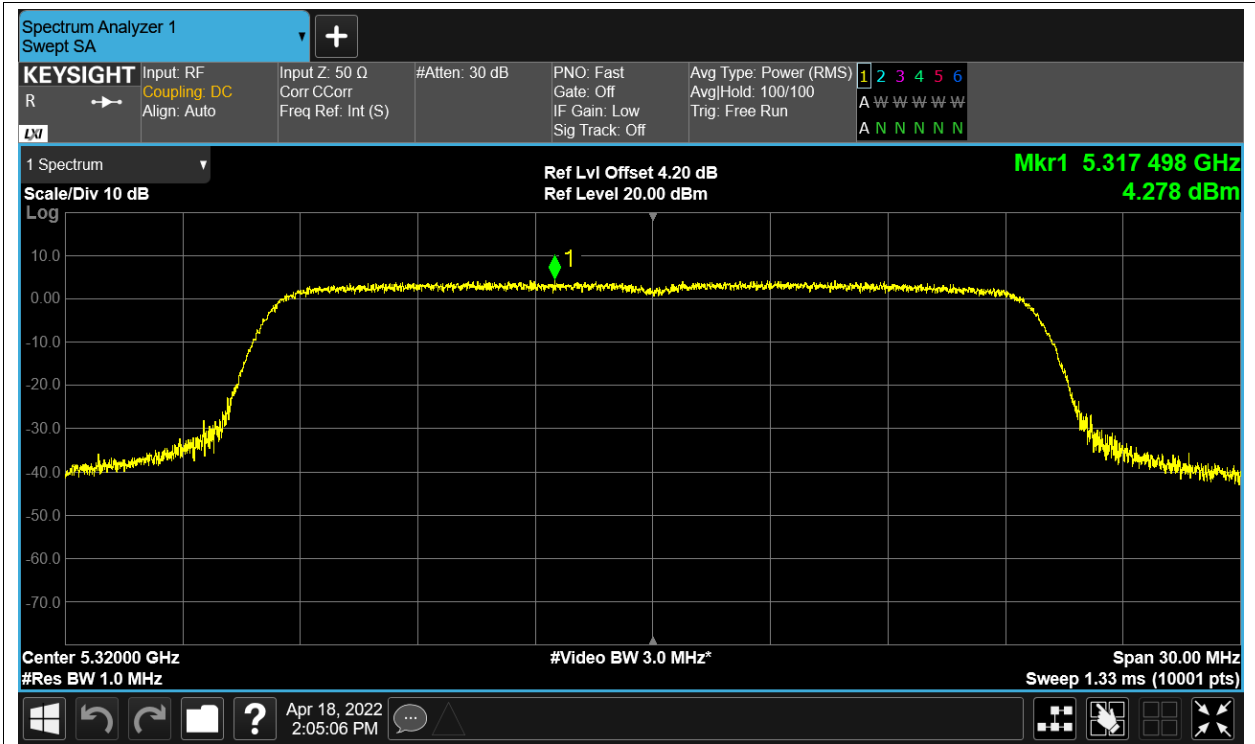 Spectrum Analyzer 1
Swept SA
KEYSIGHT
R
LXI
Input: RF
Coupling: DC
Align: Auto
Input Z: 50 Ω
Corr CCorr
Freq Ref: Int (S)
#Atten: 30 dB
PNO: Fast
Gate: Off
IF Gain: Low
Sig Track: Off
Avg Type: Power (RMS)
Avg|Hold: 100/100
Trig: Free Run
1 2 3 4 5 6
A W W W W W
A N N N N N
1 Spectrum
Scale/Div 10 dB
Log
Ref Lvl Offset 4.20 dB
Ref Level 20.00 dBm
Mkr1 5.317 498 GHz
4.278 dBm
1
10.0
0.00
-10.0
-20.0
-30.0
-40.0
-50.0
-60.0
-70.0
Center 5.32000 GHz
#Res BW 1.0 MHz
#Video BW 3.0 MHz*
Span 30.00 MHz
Sweep 1.33 ms (10001 pts)
?
Apr 18, 2022
2:05:06 PM